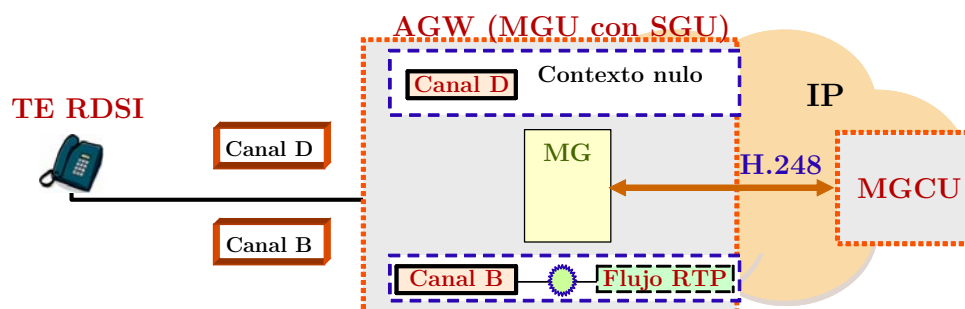 AGW (MGU con SGU)
Canal D
Contexto nulo
TE RDSI
IP
Canal D
MG
H.248
MGCU
Canal B
Canal B
Flujo RTP